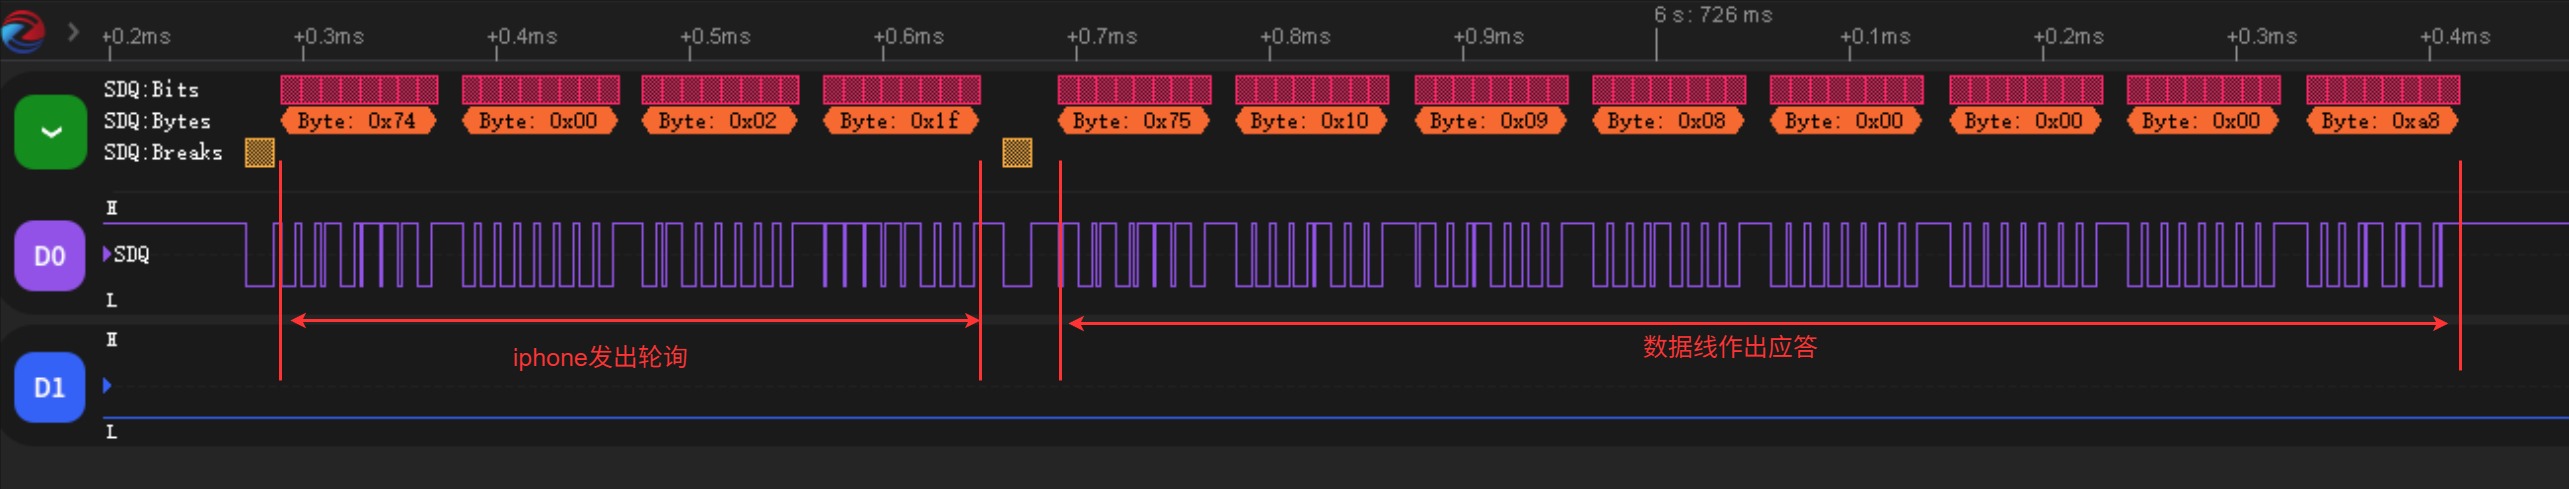 6 s: 726 ms
+0.2ms +0.3ms +0.4ms +0.5ms +0.6ms +0.7ms +0.8ms +0.9ms +0.1ms +0.2ms +0.3ms +0.4ms
SDQ:Bits
SDQ:Bytes Byte: 0x74 Byte: 0x00 Byte: 0x02 Byte: 0x1f Byte: 0x75 Byte: 0x10 Byte: 0x09 Byte: 0x08 Byte: 0x00 Byte: 0x00 Byte: 0x00 Byte: 0xa8
SDQ:Breaks
H
D0 SDQ
L
H
iphone发出轮询 数据线作出应答
D1
L